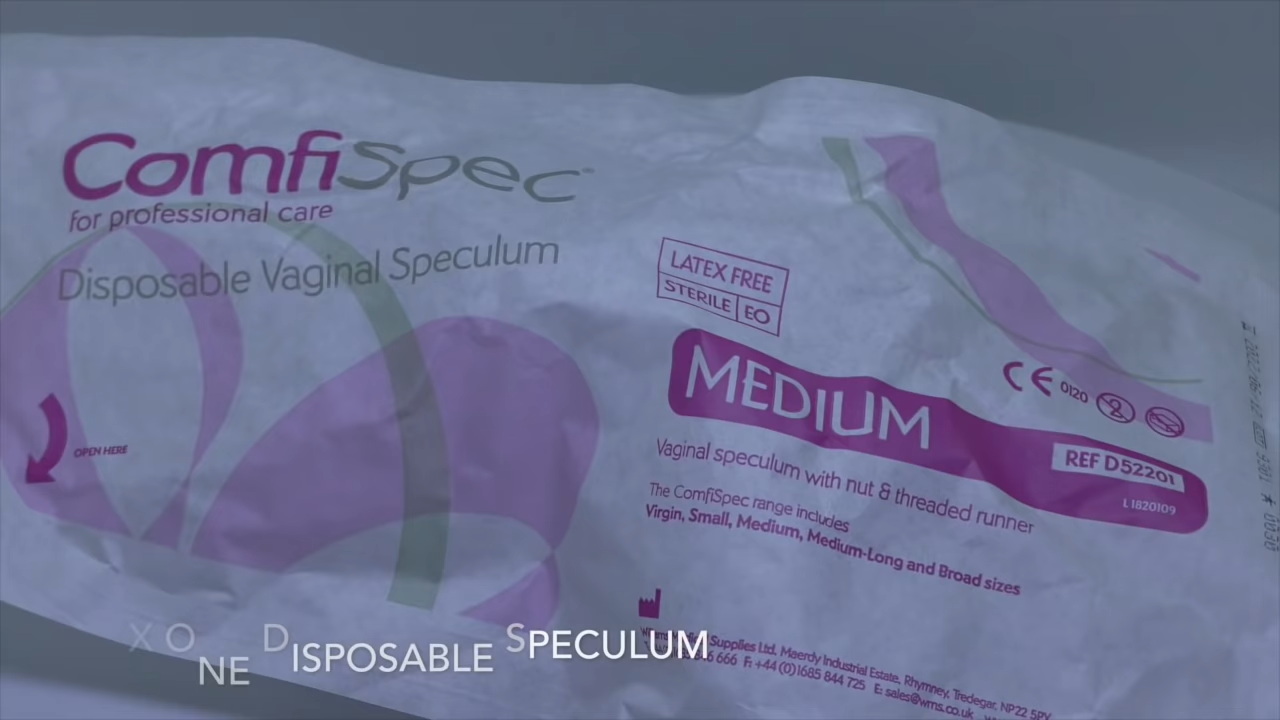 ComfiSpec
for professional care
Disposable Vaginal Speculum
OPEN HERE
LATEX FREE
STERILE EO
MEDIUM
CE 0120
REF D52201
L1820109
Vaginal speculum with nut & threaded runner
The ComfiSpec range includes
Virgin, Small, Medium, Medium-Long and Broad sizes
Supplies Ltd. Maerdy Industrial Estate, Rhymney, Tredegar, NP22 5PY
666 F: +44 (0)1685 844 725 E: sales@wms.co.uk
X ONE DISPOSABLE SPECULUM